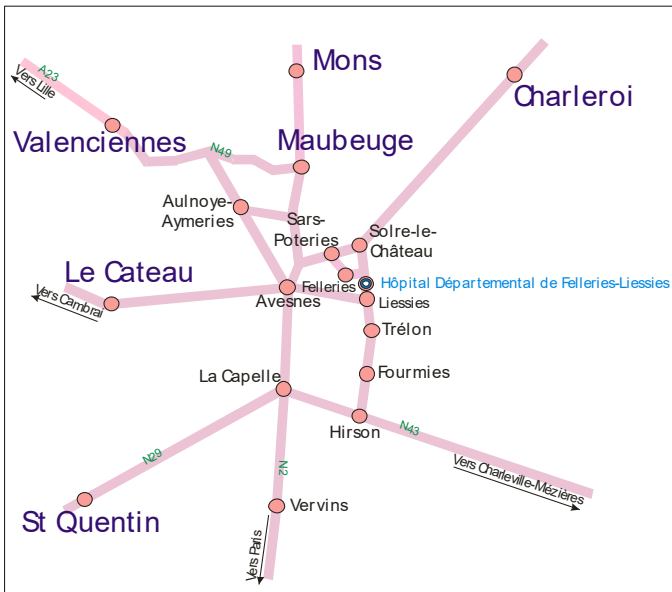 Mons
A23
Vers Lille
Charleroi
Valenciennes
Maubeuge
N49
Aulnoye-
Aymeries
Sars-
Poteries
Solre-le-
Château
Le Cateau
Felleries
Hôpital Départemental de Felleries-Liessies
Vers Cambrai
Avesnes
Liessies
Trélon
La Capelle
Fourmies
Hirson
N43
N29
N2
Vers Charleville-Mézières
St Quentin
Vervins
Vers Paris